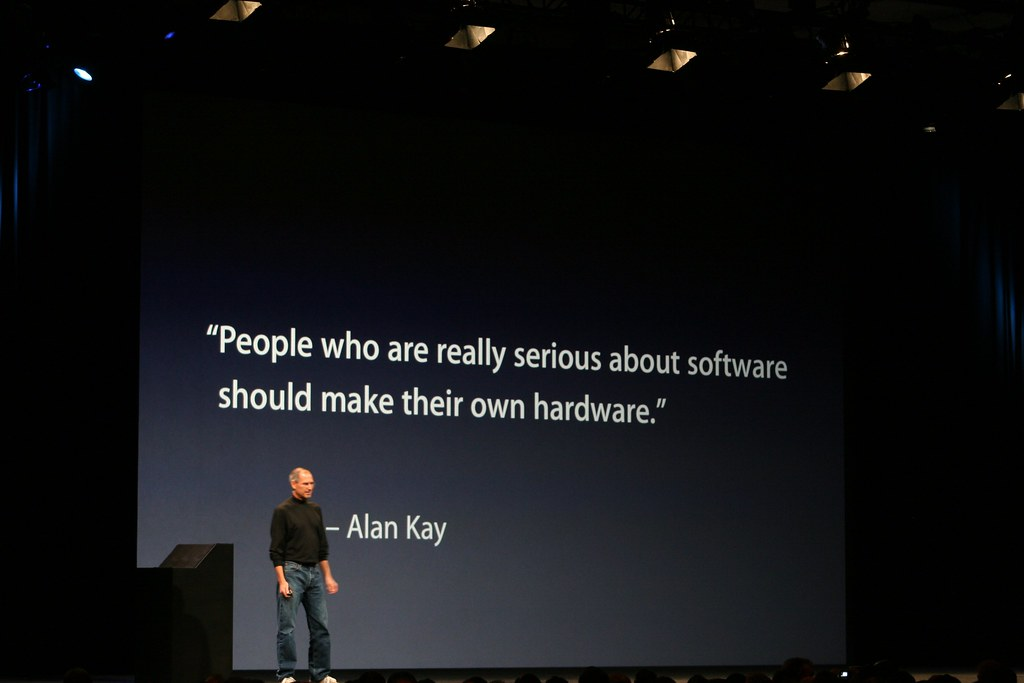 “People who are really serious about software
should make their own hardware.”
– Alan Kay